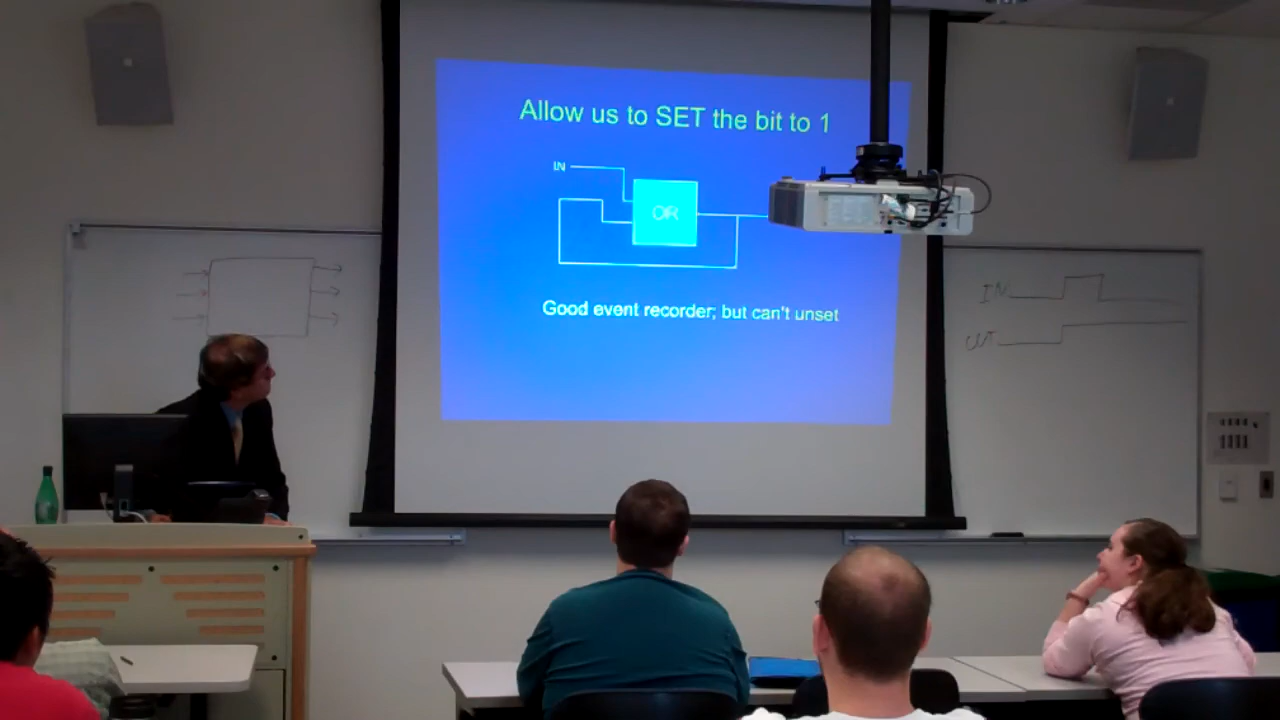 Allow us to SET the bit to 1
IN
OR
Good event recorder; but can't unset
IN
OUT